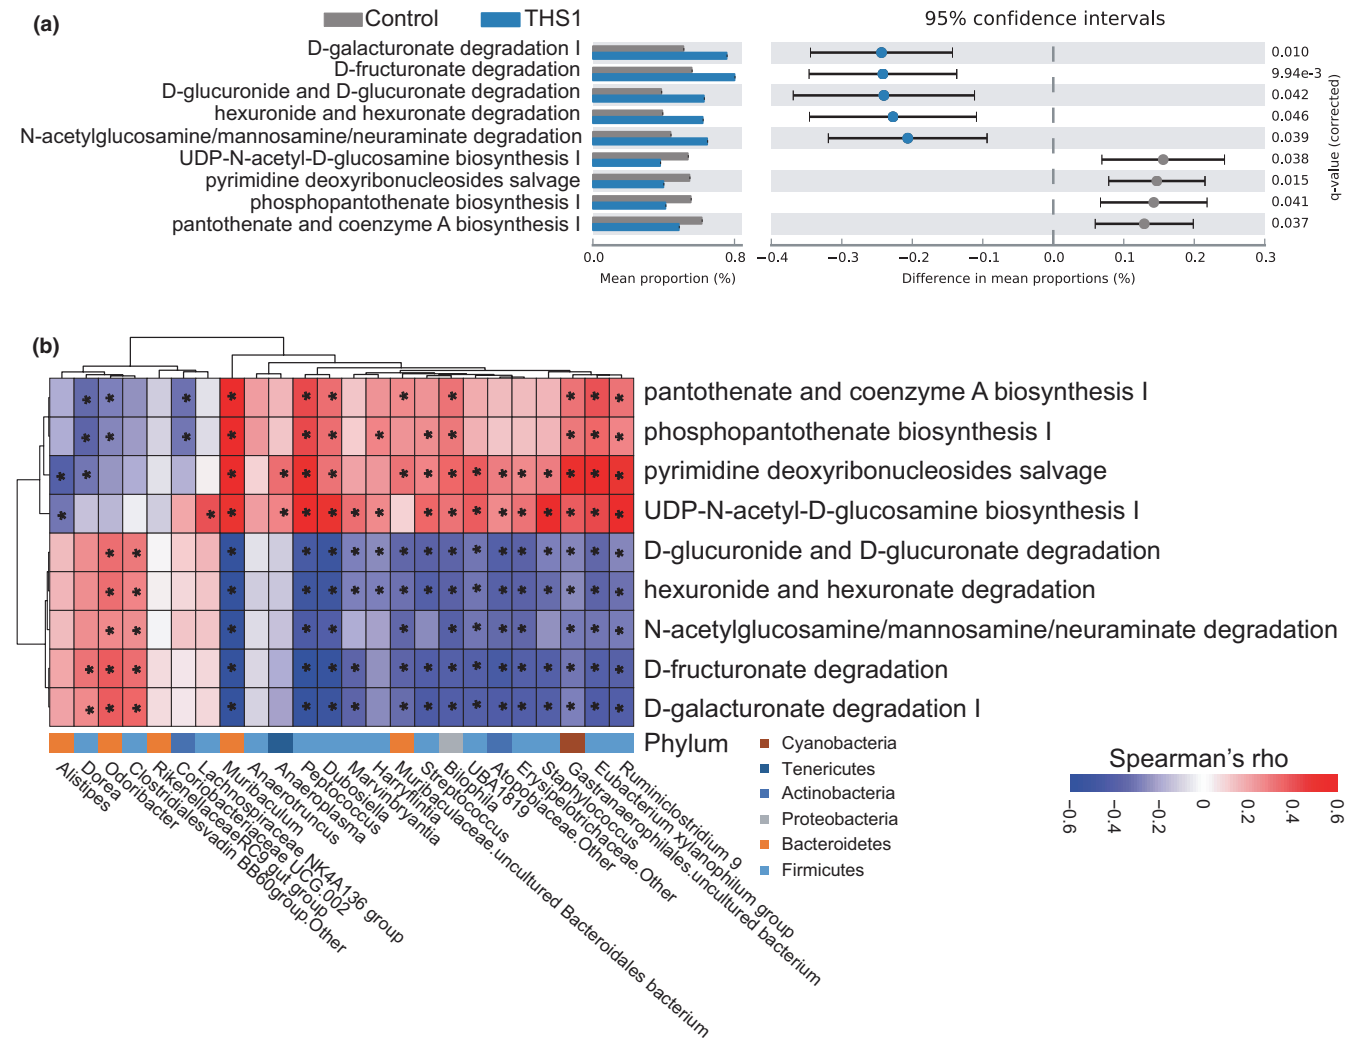 (a)
Control THS1
95% confidence intervals
D-galacturonate degradation I
D-fructuronate degradation
D-glucuronide and D-glucuronate degradation
hexuronide and hexuronate degradation
N-acetylglucosamine/mannosamine/neuraminate degradation
UDP-N-acetyl-D-glucosamine biosynthesis I
pyrimidine deoxyribonucleosides salvage
phosphopantothenate biosynthesis I
pantothenate and coenzyme A biosynthesis I
0.010
9.94e-3
0.042
0.046
0.039
0.038
0.015
0.041
0.037
q-value (corrected)
0.0 0.8
Mean proportion (%)
−0.4 −0.3 −0.2 −0.1 0.0 0.1 0.2 0.3
Difference in mean proportions (%)
(b)
pantothenate and coenzyme A biosynthesis I
phosphopantothenate biosynthesis I
pyrimidine deoxyribonucleosides salvage
UDP-N-acetyl-D-glucosamine biosynthesis I
D-glucuronide and D-glucuronate degradation
hexuronide and hexuronate degradation
N-acetylglucosamine/mannosamine/neuraminate degradation
D-fructuronate degradation
D-galacturonate degradation I
Phylum
Cyanobacteria
Tenericutes
Actinobacteria
Proteobacteria
Bacteroidetes
Firmicutes
Spearman's rho
-0.6 -0.4 -0.2 0 0.2 0.4 0.6
Alistipes
Dorea
Odoribacter
Clostridialesvadin BB60group.Other
RikenellaceaeRC9 gut group
Coriobacteriaceae UCG.002
Lachnospiraceae NK4A136 group
Muribaculum
Anaerotruncus
Anaeroplasma
Peptococcus
Dubosiella
Marvinbryantia
Harryflintia
Muribaculaceae.uncultured Bacteroidales bacterium
Streptococcus
Bilophila
UBA1819
Atopobiaceae.Other
Erysipelotrichaceae.Other
Staphylococcus
Gastranaerophilales.uncultured bacterium
Eubacterium xylanophilum group
Ruminiclostridium 9